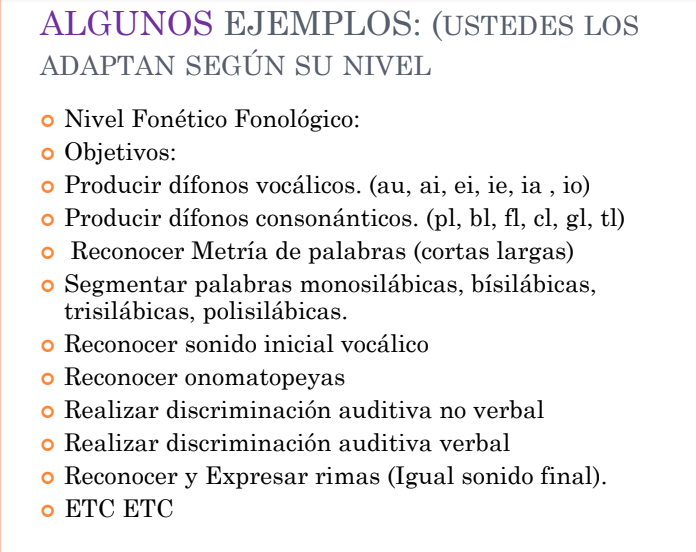 ALGUNOS EJEMPLOS: (USTEDES LOS
ADAPTAN SEGÚN SU NIVEL
Nivel Fonético Fonológico:
Objetivos:
Producir dífonos vocálicos. (au, ai, ei, ie, ia , io)
Producir dífonos consonánticos. (pl, bl, fl, cl, gl, tl)
Reconocer Metría de palabras (cortas largas)
Segmentar palabras monosilábicas, bísilábicas,
trisilábicas, polisilábicas.
Reconocer sonido inicial vocálico
Reconocer onomatopeyas
Realizar discriminación auditiva no verbal
Realizar discriminación auditiva verbal
Reconocer y Expresar rimas (Igual sonido final).
ETC ETC